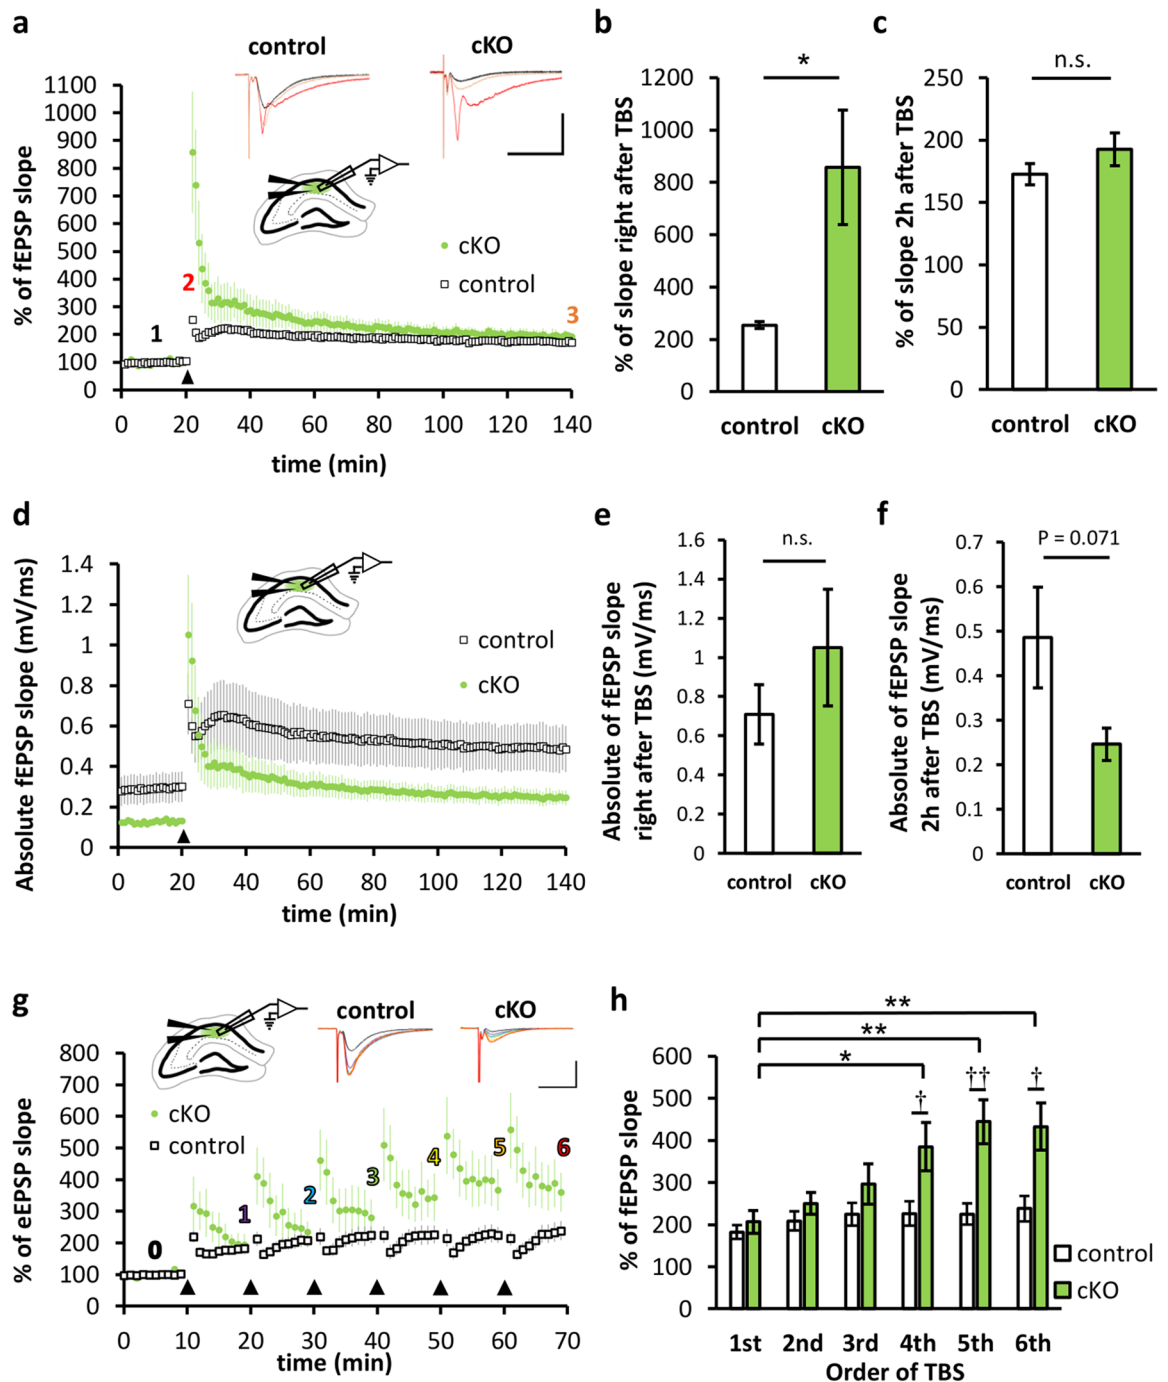 a
control
cKO
% of fEPSP slope
1100
1000
900
800
700
600
500
400
300
200
100
0
1
2
3
cKO
control
0 20 40 60 80 100 120 140
time (min)
b
*
% of slope right after TBS
1200
1000
800
600
400
200
0
control cKO
c
n.s.
% of slope 2h after TBS
250
200
150
100
50
0
control cKO
d
Absolute fEPSP slope (mV/ms)
1.4
1.2
1
0.8
0.6
0.4
0.2
0
control
cKO
0 20 40 60 80 100 120 140
time (min)
e
n.s.
Absolute of fEPSP slope
right after TBS (mV/ms)
1.6
1.4
1.2
1
0.8
0.6
0.4
0.2
0
control cKO
f
P = 0.071
Absolute of fEPSP slope
2h after TBS (mV/ms)
0.7
0.6
0.5
0.4
0.3
0.2
0.1
0
control cKO
g
control
cKO
% of eEPSP slope
800
700
600
500
400
300
200
100
0
cKO
control
0
1
2
3
4
5
6
0 10 20 30 40 50 60 70
time (min)
h
**
**
*
† †† †
% of fEPSP slope
600
500
400
300
200
100
0
control
cKO
1st 2nd 3rd 4th 5th 6th
Order of TBS